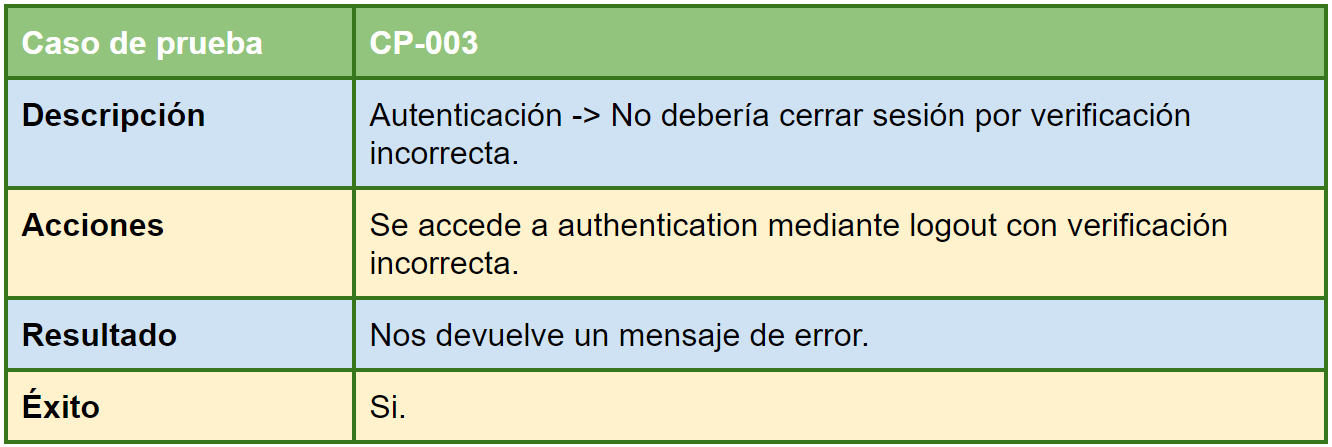 Caso de prueba CP-003
Descripción Autenticación -> No debería cerrar sesión por verificación
incorrecta.
Acciones Se accede a authentication mediante logout con verificación
incorrecta.
Resultado Nos devuelve un mensaje de error.
Éxito Si.